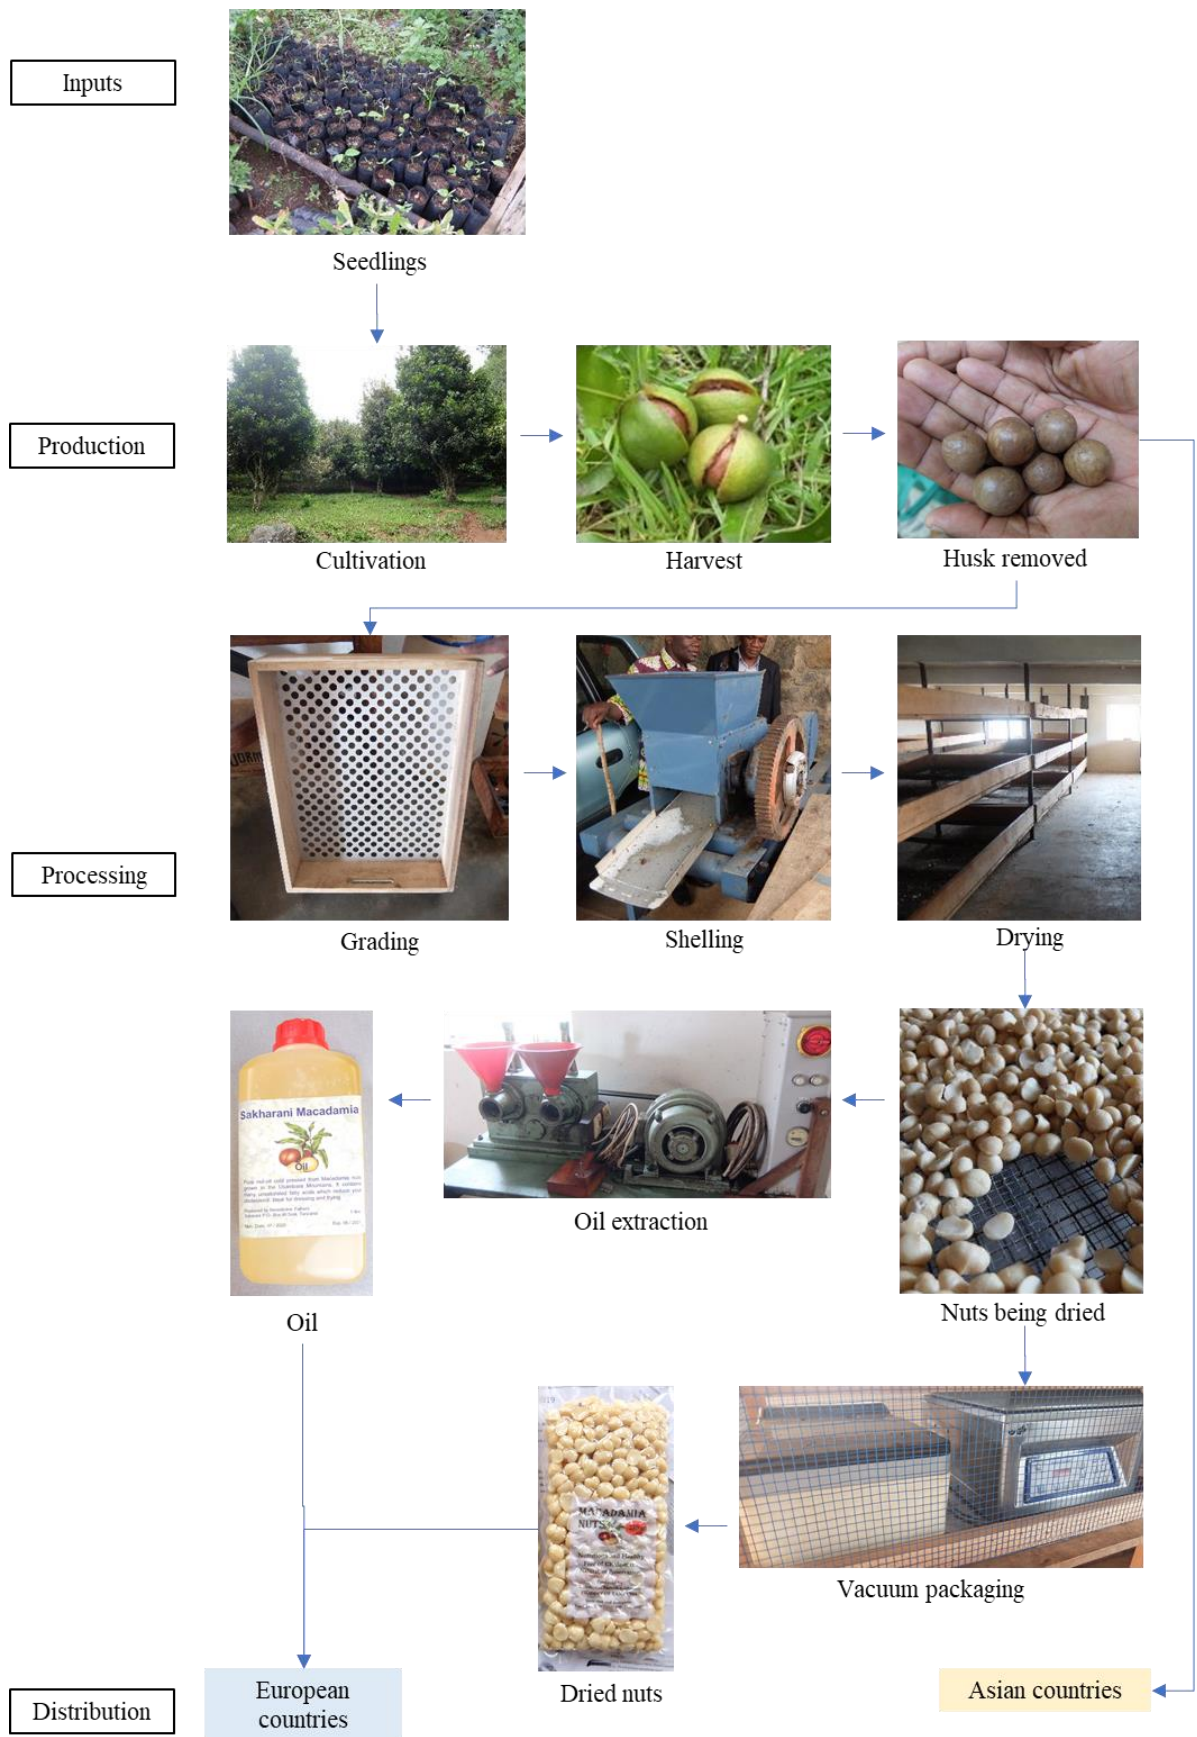 Inputs
Seedlings
Production
Cultivation
Harvest
Husk removed
Processing
Grading
Shelling
Drying
Sakharani Macadamia
Oil
Oil extraction
Nuts being dried
Oil
MACADAMIA
NUTS
Vacuum packaging
Dried nuts
Distribution
European
countries
Asian countries